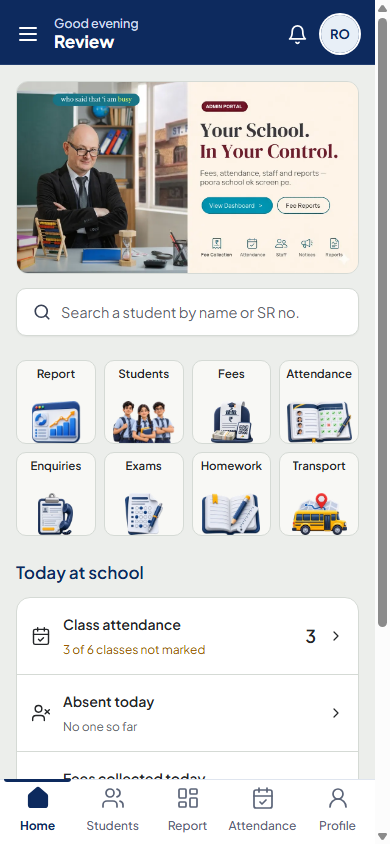 Good evening
Review
RO
who said that 'i am busy
ADMIN PORTAL
Your School.
In Your Control.
Fees, attendance, staff and reports —
poora school ek screen pe.
View Dashboard >
Fee Reports
Fee Collection
Attendance
Staff
Notices
Reports
Search a student by name or SR no.
Report
Students
Fees
Attendance
Enquiries
Exams
Homework
Transport
Today at school
Class attendance
3 of 6 classes not marked
3
Absent today
No one so far
Fees collected today
Home
Students
Report
Attendance
Profile